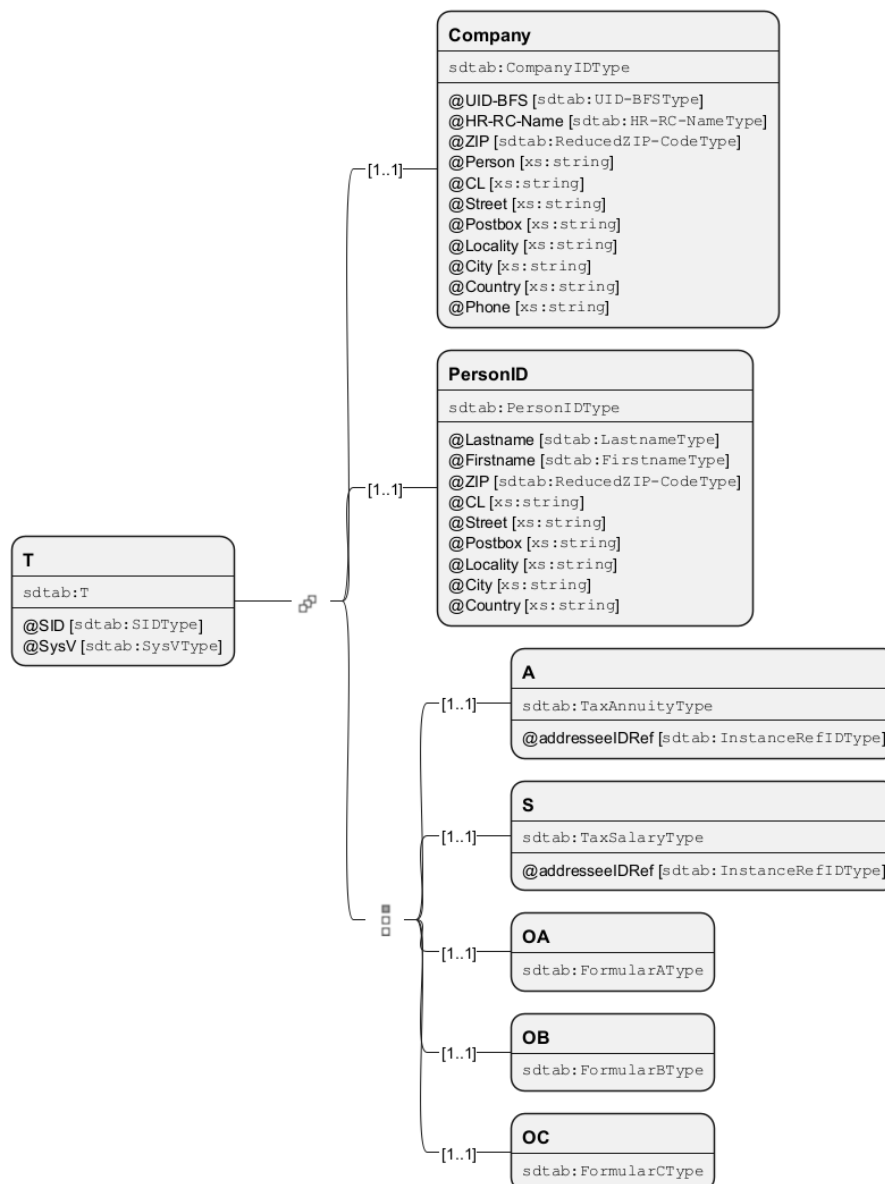 Company
sdtab:CompanyIDType
@UID-BFS [sdtab:UID-BFSType]
@HR-RC-Name [sdtab:HR-RC-NameType]
@ZIP [sdtab:ReducedZIP-CodeType]
@Person [xs:string]
@CL [xs:string]
@Street [xs:string]
@Postbox [xs:string]
@Locality [xs:string]
@City [xs:string]
@Country [xs:string]
@Phone [xs:string]
[1..1]
PersonID
sdtab:PersonIDType
@Lastname [sdtab:LastnameType]
@Firstname [sdtab:FirstnameType]
@ZIP [sdtab:ReducedZIP-CodeType]
@CL [xs:string]
@Street [xs:string]
@Postbox [xs:string]
@Locality [xs:string]
@City [xs:string]
@Country [xs:string]
[1..1]
T
sdtab:T
@SID [sdtab:SIDType]
@SysV [sdtab:SysVType]
[1..1]
A
sdtab:TaxAnnuityType
@addresseeIDRef [sdtab:InstanceRefIDType]
[1..1]
S
sdtab:TaxSalaryType
@addresseeIDRef [sdtab:InstanceRefIDType]
[1..1]
OA
sdtab:FormularAType
[1..1]
OB
sdtab:FormularBType
[1..1]
OC
sdtab:FormularCType